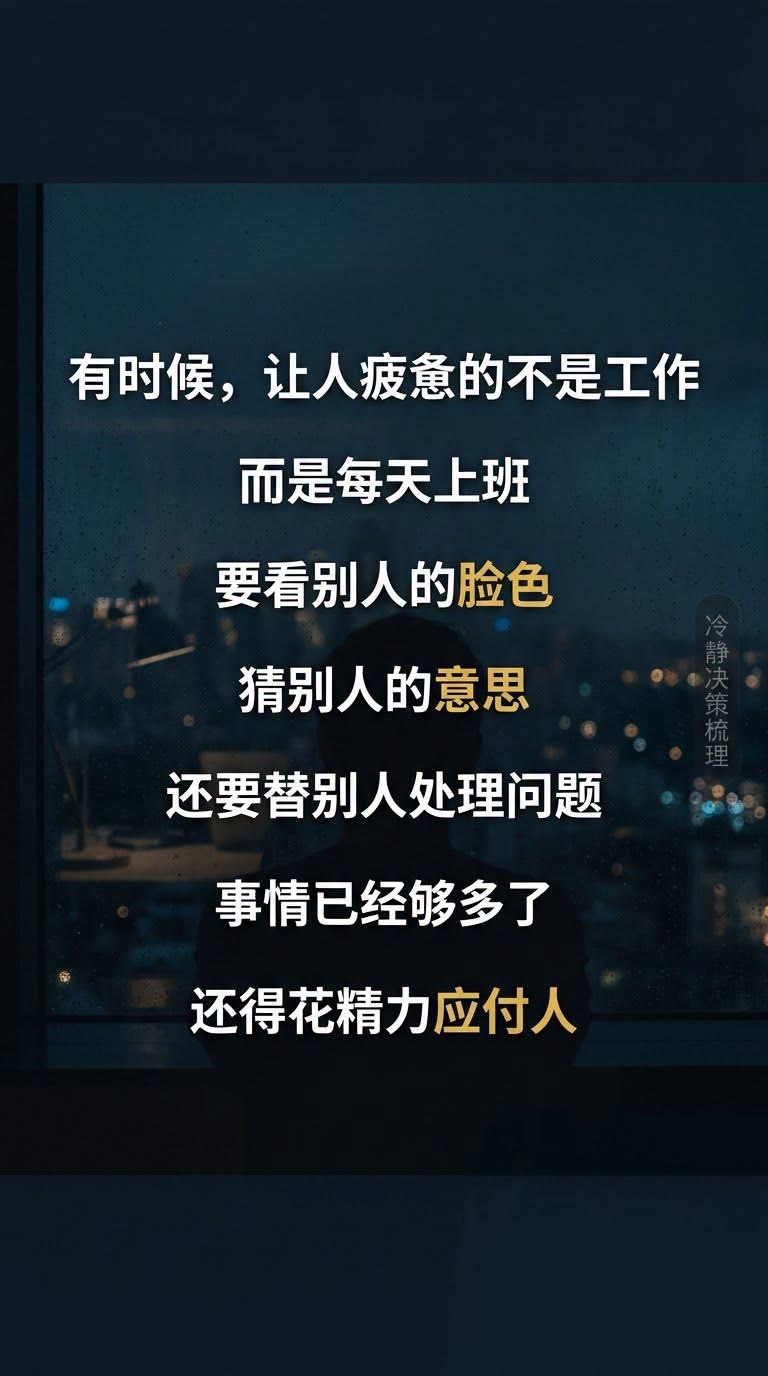 有时候，让人疲惫的不是工作
而是每天上班
要看别人的脸色
猜别人的意思
还要替别人处理问题
事情已经够多了
还得花精力应付人
冷静决策梳理